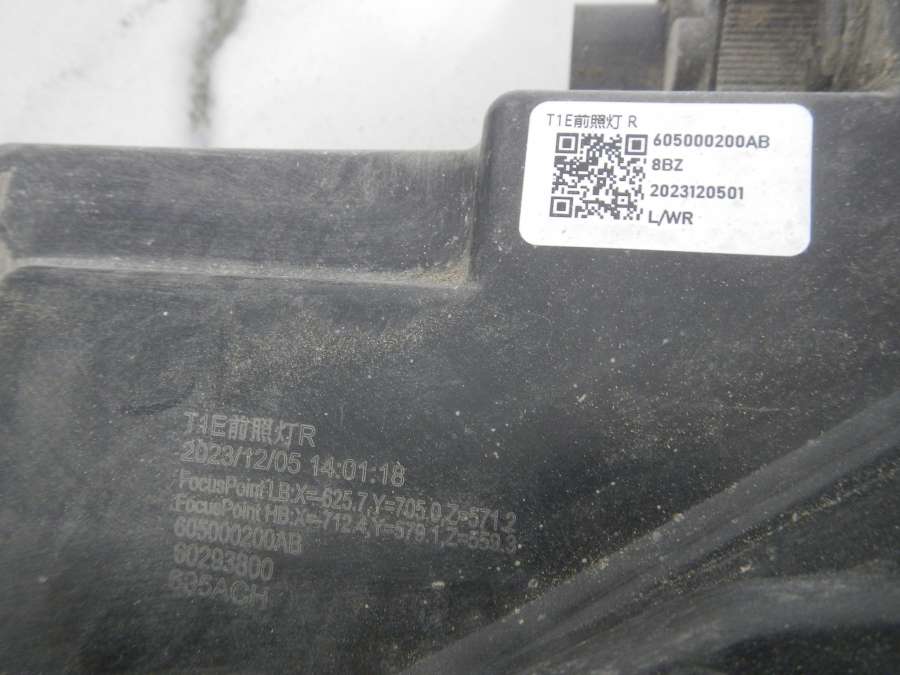 T1E前照灯 R
605000200AB
8BZ
2023120501
L/WR
T1E前照灯R
2023/12/05 14:01:18
FocusPoint LB:X=-625.7,Y=705.0,Z=571.2
FocusPoint HB:X=-712.4,Y=579.1,Z=559.3
605000200AB
60293800